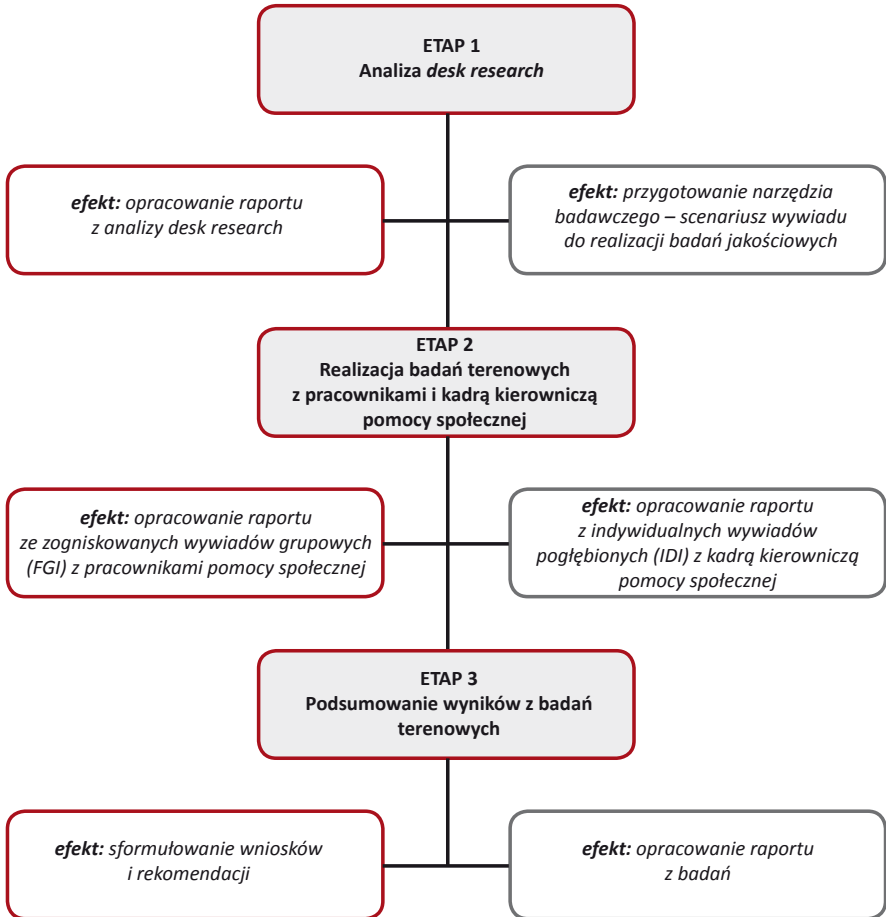 ETAP 1
Analiza desk research
efekt: opracowanie raportu
z analizy desk research
efekt: przygotowanie narzędzia
badawczego – scenariusz wywiadu
do realizacji badań jakościowych
ETAP 2
Realizacja badań terenowych
z pracownikami i kadrą kierowniczą
pomocy społecznej
efekt: opracowanie raportu
ze zogniskowanych wywiadów grupowych
(FGI) z pracownikami pomocy społecznej
efekt: opracowanie raportu
z indywidualnych wywiadów
pogłębionych (IDI) z kadrą kierowniczą
pomocy społecznej
ETAP 3
Podsumowanie wyników z badań
terenowych
efekt: sformułowanie wniosków
i rekomendacji
efekt: opracowanie raportu
z badań